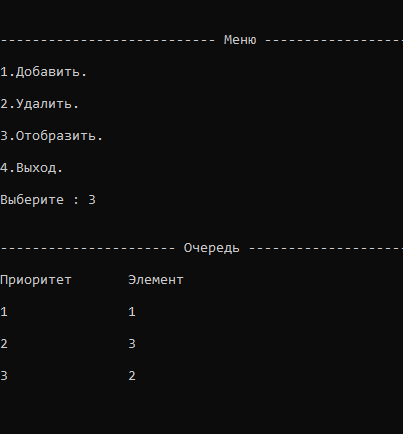 --------------------------- Меню -----------------
1.Добавить.
2.Удалить.
3.Отобразить.
4.Выход.
Выберите : 3
---------------------- Очередь -------------------
Приоритет       Элемент
1               1
2               3
3               2